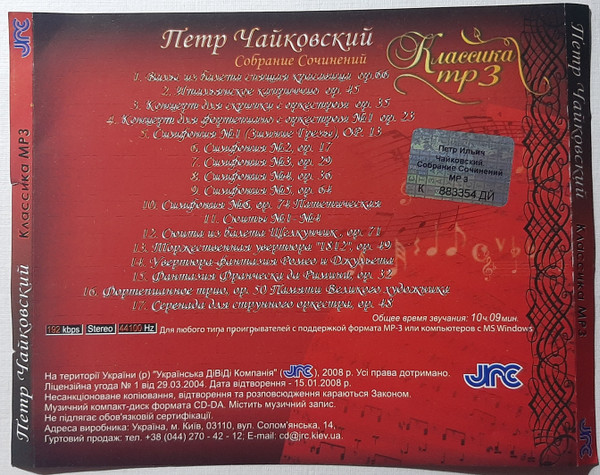 JRC
Петр Чайковский
Собрание Сочинений
Классика
mp3
1. Вальс из балета спящая красавица, ор.66
2. Итальянское каприччио, ор. 45
3. Концерт для скрипки с оркестром, ор. 35
4. Концерт для фортепиано с оркестром №1, ор. 23
5. Симфония №1 (Зимние Грезы), ОР. 13
6. Симфония №2, ор. 17
7. Симфония №3, ор. 29
8. Симфония №4, ор. 36
9. Симфония №5, ор. 64
10. Симфония №6, ор. 74 Патетическая
11. Сюиты №1- №4
12. Сюита из балета Щелкунчик , ор. 71
13. Торжественная увертюра "1812", ор. 49
14. Увертюра-фантазия Ромео и Джульета
15. Фантазия Франческа да Римини, ор. 32
16. Фортепианное трио, ор. 50 Памяти Великого художника
17. Серенада для струнного оркестра, ор. 48
Петр Ильич
Чайковский
Собрание Сочинений
МР 3
К 883354 ДЙ
Общее время звучания: 10 ч.09мин.
192 kbps Stereo 44100 Hz Для любого типа проигрывателей с поддержкой формата MP-3 или компьютеров с MS Windows
На території України (р) "Українська ДіВіДі Компанія" (JRC), 2008 р. Усі права дотримано.
Ліцензійна угода № 1 від 29.03.2004. Дата відтворення - 15.01.2008 р.
Несанкціоноване копіювання, відтворення та розповсюдження караються Законом.
Музичний компакт-диск формата CD-DA. Містить музичний запис.
Не підлягає обов'язковій сертифікації.
Адреса виробника: Україна, м. Київ, 03110, вул. Солом'янська, 14,
Гуртовий продаж: тел. +38 (044) 270 - 42 - 12, E-mail: cd@jrc.kiev.ua.
JRC
Петр Чайковский
Классика MP3
JRC
Петр Чайковский
Классика MP3
JRC